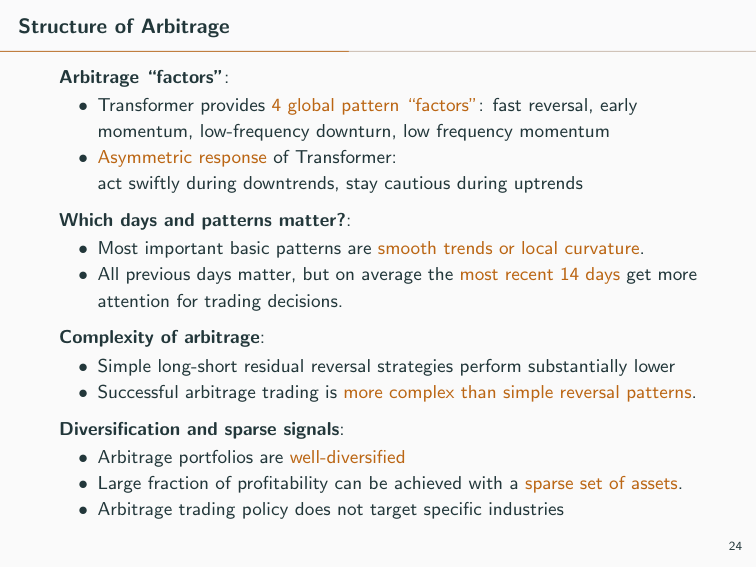 Structure of Arbitrage
Arbitrage “factors”:
• Transformer provides 4 global pattern “factors”: fast reversal, early
momentum, low-frequency downturn, low frequency momentum
• Asymmetric response of Transformer:
act swiftly during downtrends, stay cautious during uptrends
Which days and patterns matter?:
• Most important basic patterns are smooth trends or local curvature.
• All previous days matter, but on average the most recent 14 days get more
attention for trading decisions.
Complexity of arbitrage:
• Simple long-short residual reversal strategies perform substantially lower
• Successful arbitrage trading is more complex than simple reversal patterns.
Diversification and sparse signals:
• Arbitrage portfolios are well-diversified
• Large fraction of profitability can be achieved with a sparse set of assets.
• Arbitrage trading policy does not target specific industries
24